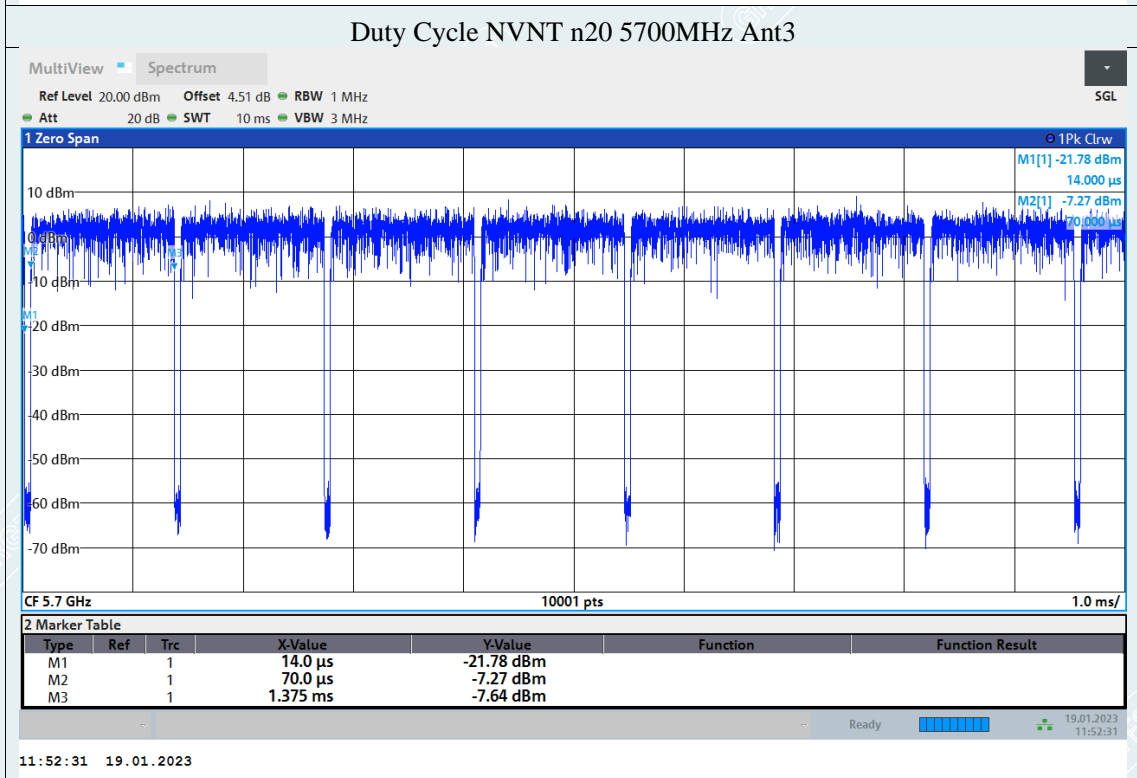 Duty Cycle NVNT n20 5700MHz Ant3
MultiView Spectrum
Ref Level 20.00 dBm Offset 4.51 dB RBW 1 MHz
SGL
Att 20 dB SWT 10 ms VBW 3 MHz
1 Zero Span 1Pk Clrw
M1[1] -21.78 dBm
14.000 µs
M2[1] -7.27 dBm
70.000 µs
10 dBm
0 dBm
M2
M3
-10 dBm
M1
-20 dBm
-30 dBm
-40 dBm
-50 dBm
-60 dBm
-70 dBm
CF 5.7 GHz 10001 pts 1.0 ms/
2 Marker Table
Type Ref Trc X-Value Y-Value Function Function Result
M1 1 14.0 µs -21.78 dBm
M2 1 70.0 µs -7.27 dBm
M3 1 1.375 ms -7.64 dBm
Ready 19.01.2023
11:52:31
11:52:31 19.01.2023